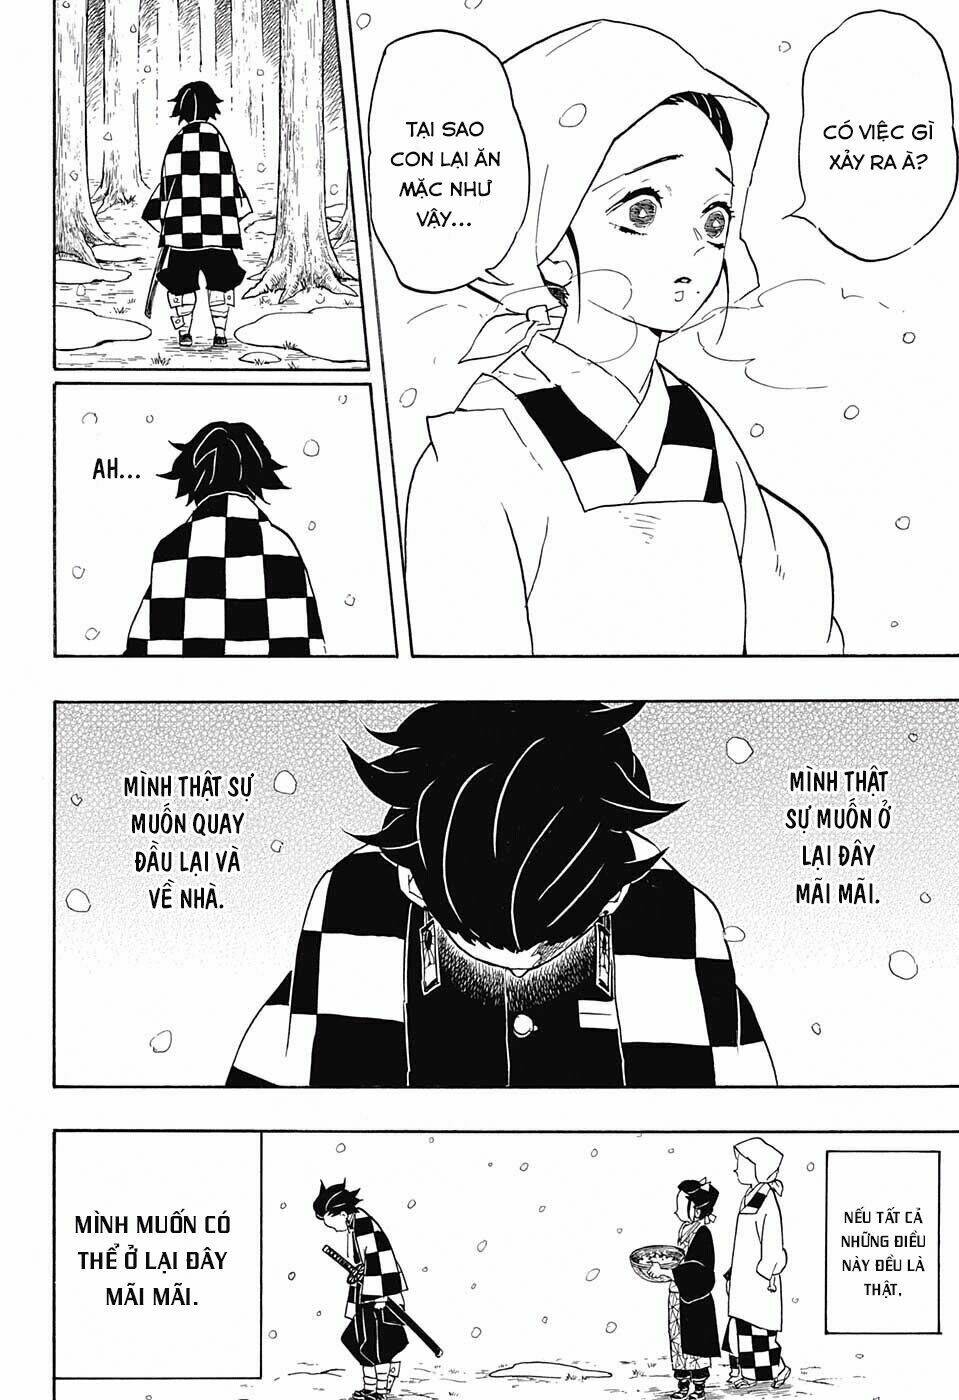 CÓ VIỆC GÌ
XẢY RA À?
TẠI SAO
CON LẠI ĂN
MẶC NHƯ
VẬY...
AH...
MÌNH THẬT
SỰ MUỐN Ở
LẠI ĐÂY
MÃI MÃI.
MÌNH THẬT SỰ
MUỐN QUAY
ĐẦU LẠI VÀ
VỀ NHÀ.
NẾU TẤT CẢ
NHỮNG ĐIỀU
NÀY ĐỀU LÀ
THẬT,
MÌNH MUỐN CÓ
THỂ Ở LẠI ĐÂY
MÃI MÃI.